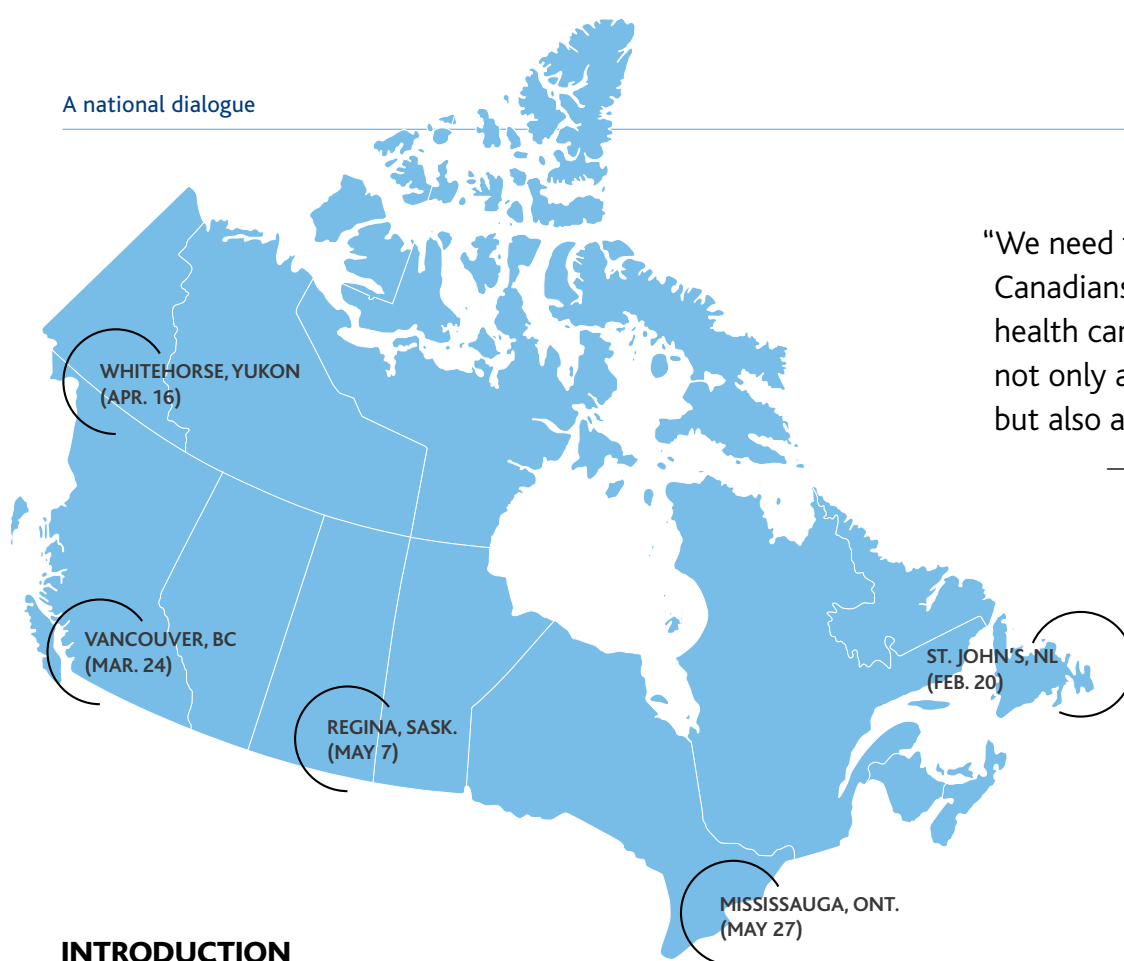 A national dialogue
“We need
Canadians
health
not only
but also
WHITEHORSE, YUKON
(APR. 16)
VANCOUVER, BC
(MAR. 24)
ST. JOHN’S, NL
(FEB. 20)
REGINA, SASK.
(MAY 7)
MISSISSAUGA, ONT.
(MAY 27)
INTRODUCTION